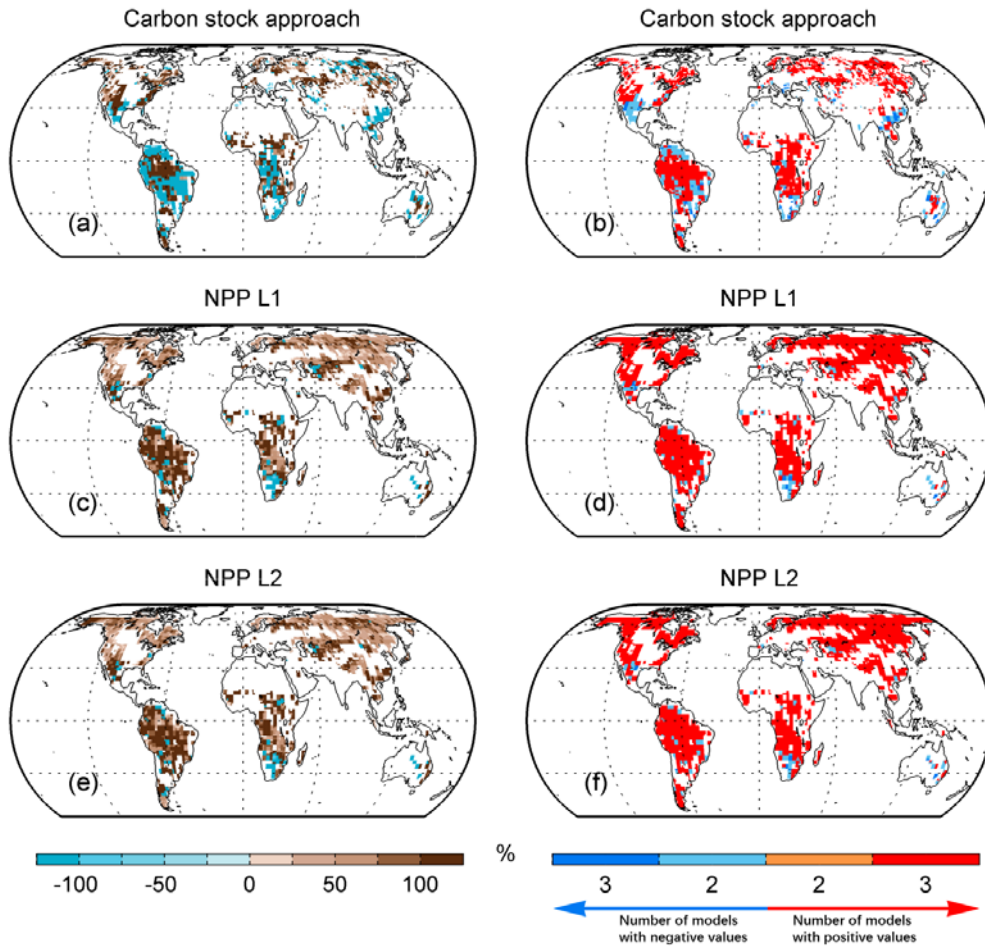 Carbon stock approach
Carbon stock approach
(a)
(b)
NPP L1
NPP L1
(c)
(d)
NPP L2
NPP L2
(e)
(f)
%
-100 -50 0 50 100
3 2 2 3
Number of models
with negative values
Number of models
with positive values